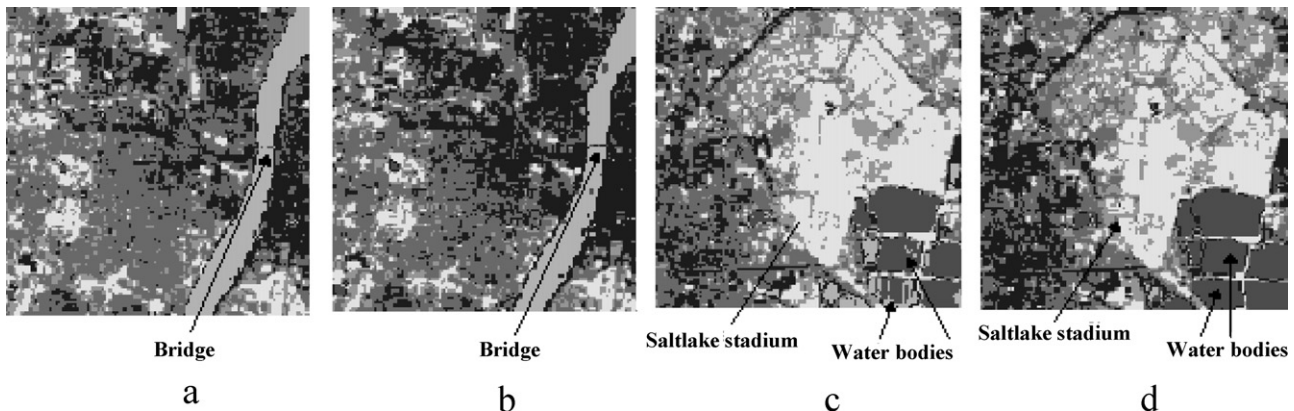 Bridge
Bridge
Saltlake stadium
Water bodies
Saltlake stadium
Water bodies
a
b
c
d